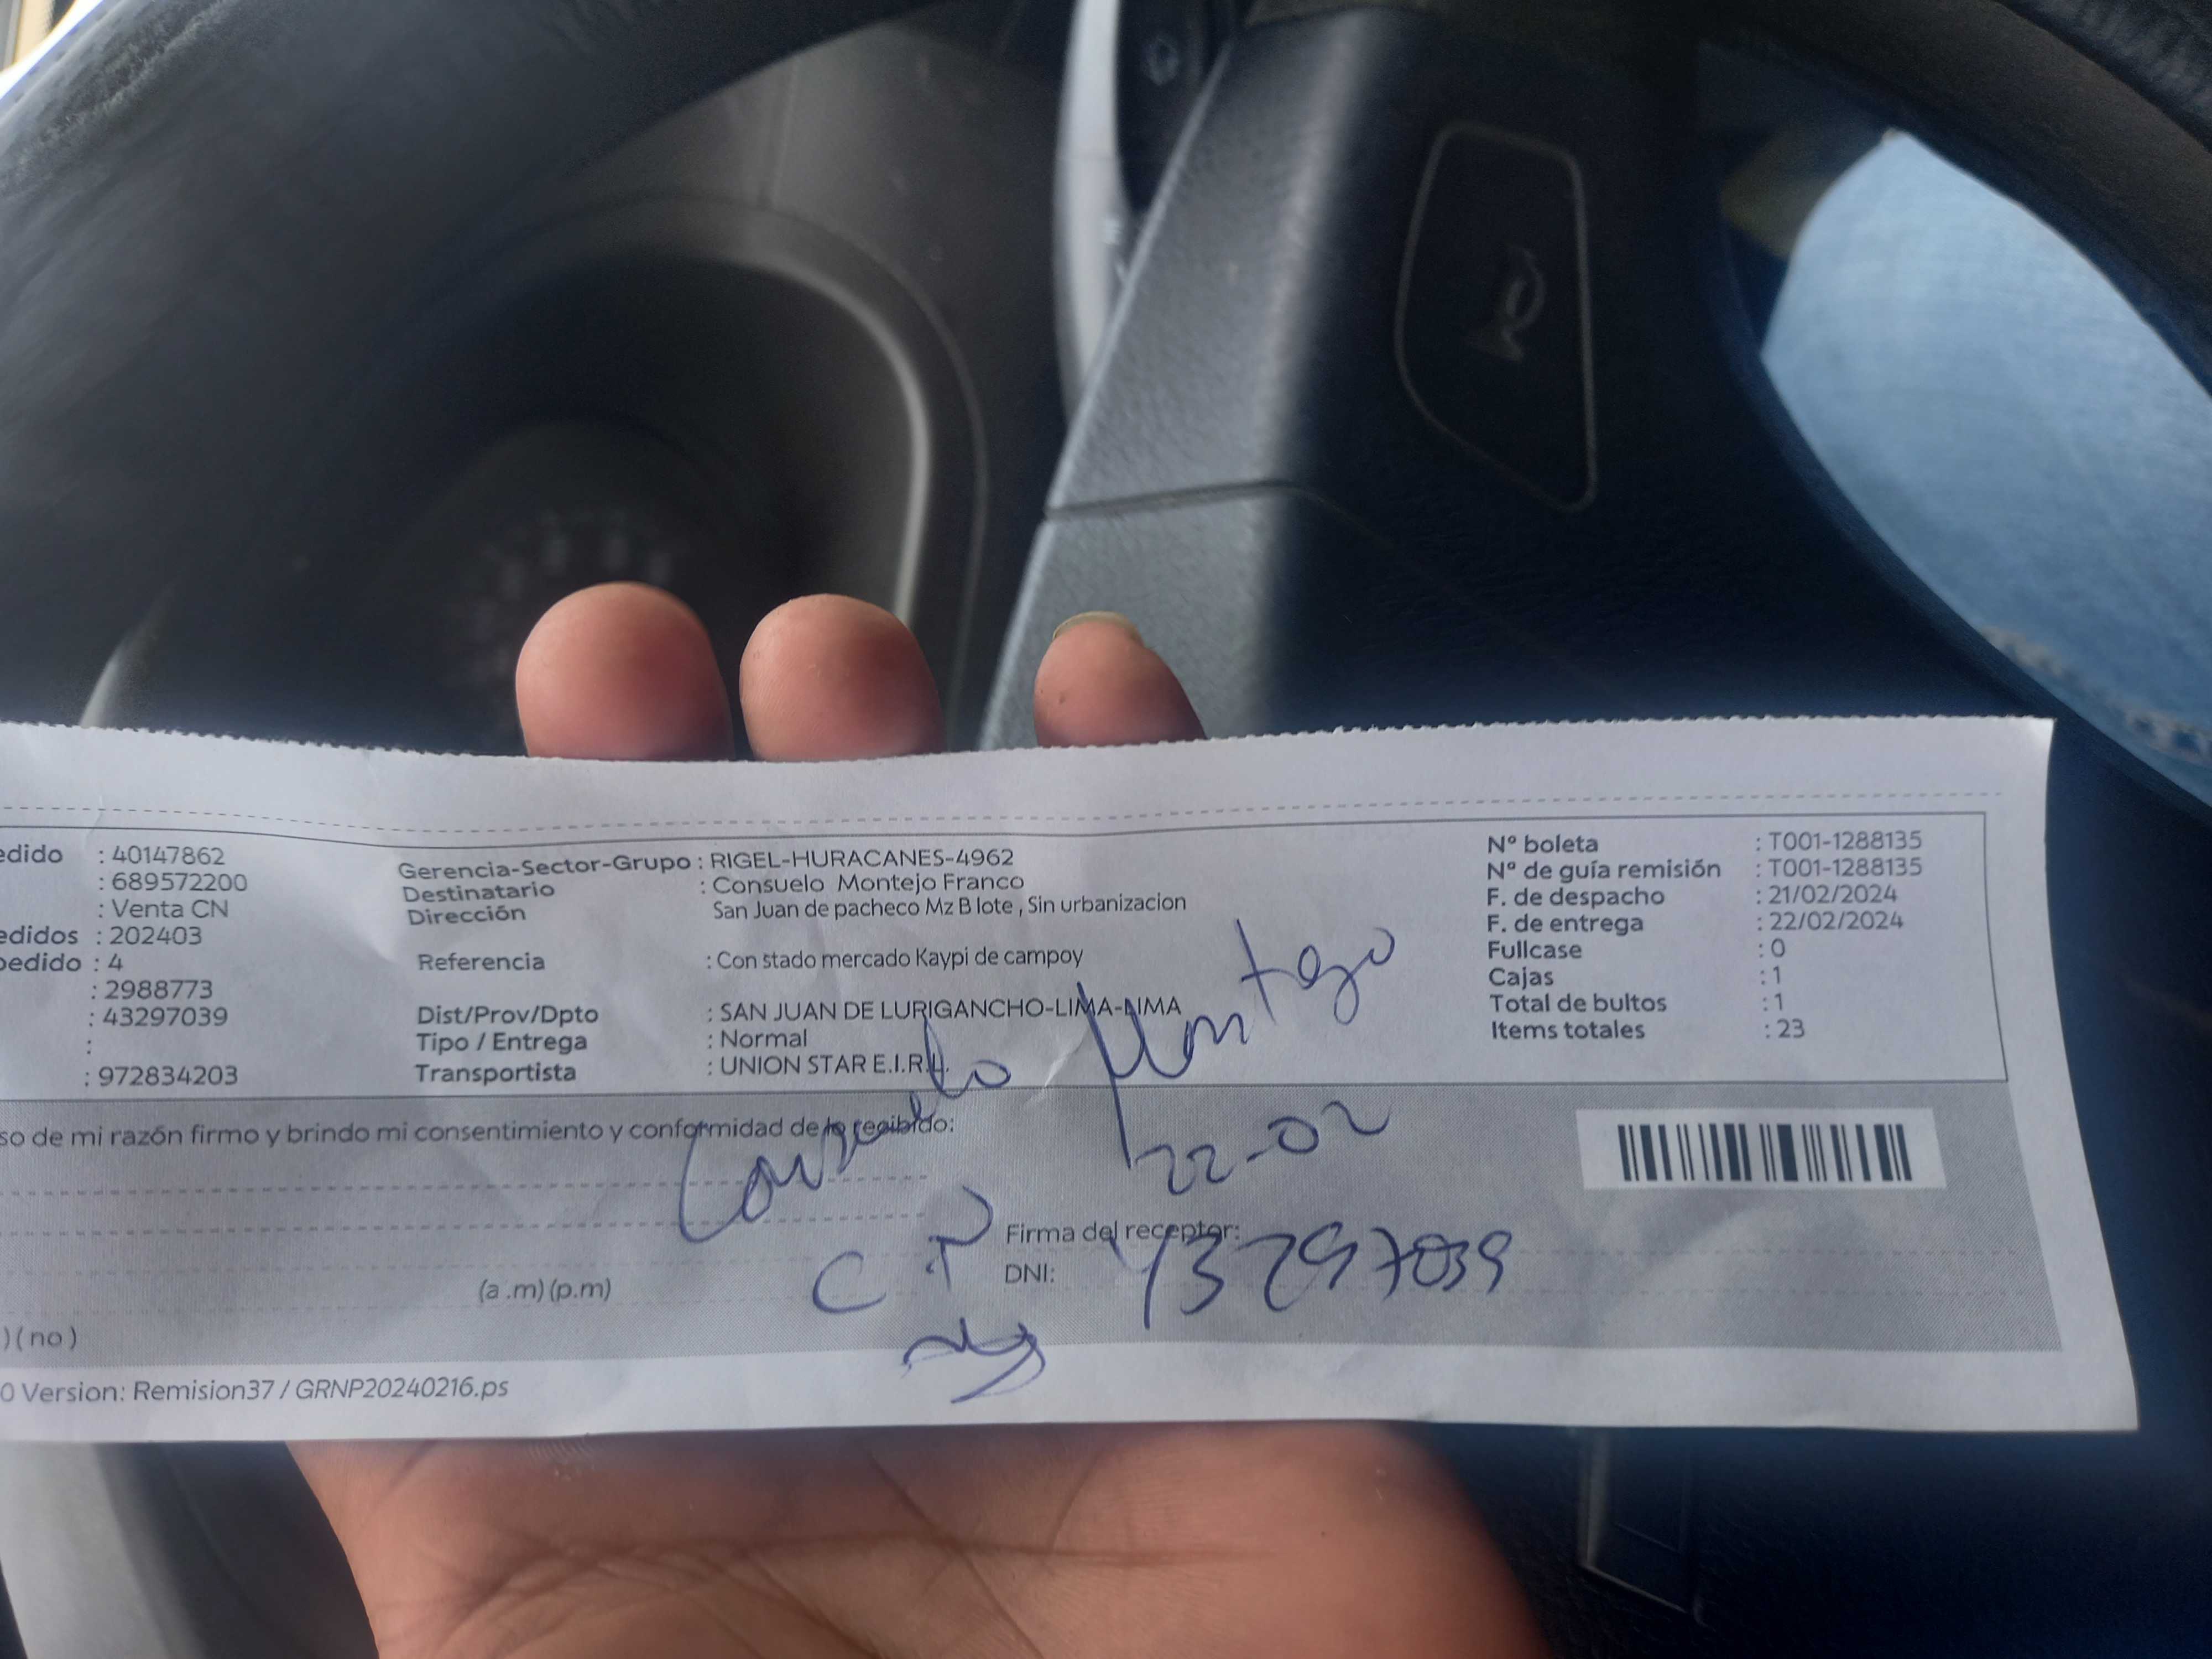 edido : 40147862
: 689572200
: Venta CN
edidos : 202403
pedido : 4
: 2988773
: 43297039
:
: 972834203
Gerencia-Sector-Grupo : RIGEL-HURACANES-4962
Destinatario : Consuelo Montejo Franco
Dirección San Juan de pacheco Mz B lote , Sin urbanizacion
Referencia : Con stado mercado Kaypi de campoy
Dist/Prov/Dpto : SAN JUAN DE LURIGANCHO-LIMA-LIMA
Tipo / Entrega : Normal
Transportista : UNION STAR E.I.R.L.
Nº boleta : T001-1288135
Nº de guía remisión : T001-1288135
F. de despacho : 21/02/2024
F. de entrega : 22/02/2024
Fullcase : 0
Cajas : 1
Total de bultos : 1
Items totales : 23
so de mi razón firmo y brindo mi consentimiento y conformidad de lo recibido:
Consuelo Montejo
22-02
Firma del receptor:
DNI: 43297039
(a .m) (p.m)
) ( no )
0 Version: Remision37 / GRNP20240216.ps